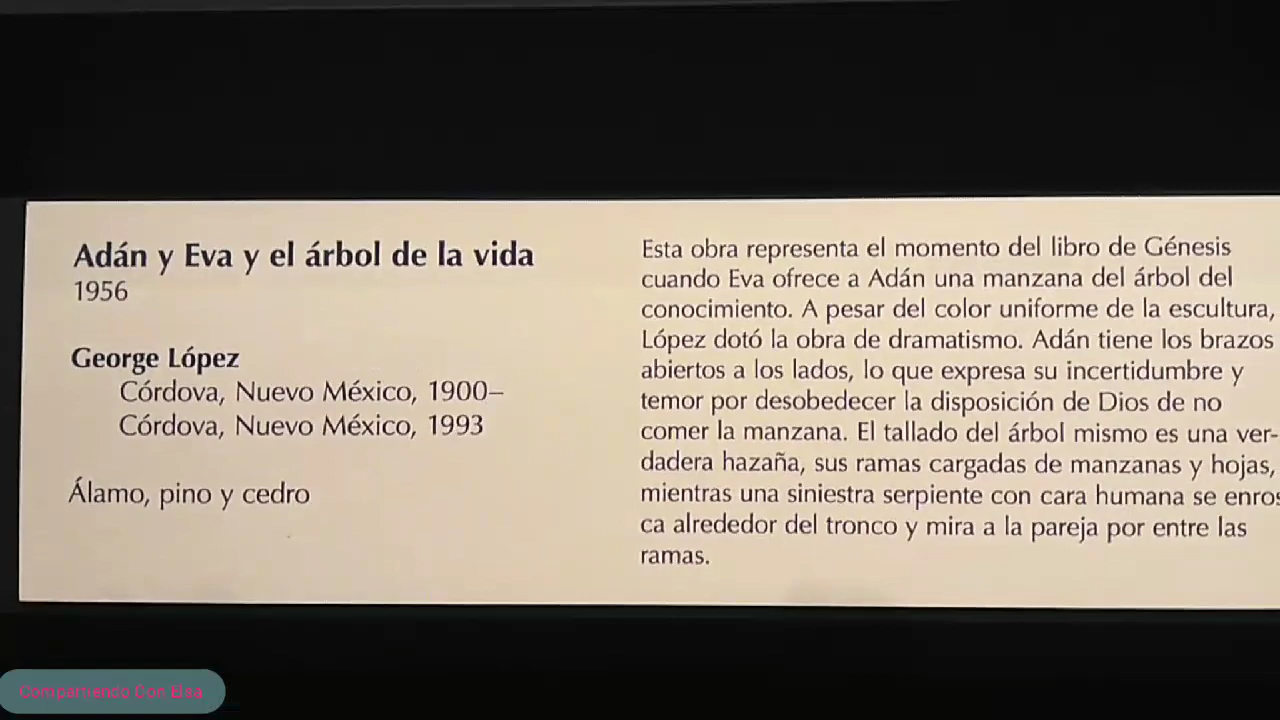 Adán y Eva y el árbol de la vida
1956
George López
Córdova, Nuevo México, 1900–
Córdova, Nuevo México, 1993
Álamo, pino y cedro
Esta obra representa el momento del libro de Génesis
cuando Eva ofrece a Adán una manzana del árbol del
conocimiento. A pesar del color uniforme de la escultura,
López dotó la obra de dramatismo. Adán tiene los brazos
abiertos a los lados, lo que expresa su incertidumbre y
temor por desobedecer la disposición de Dios de no
comer la manzana. El tallado del árbol mismo es una ver-
dadera hazaña, sus ramas cargadas de manzanas y hojas,
mientras una siniestra serpiente con cara humana se enros
ca alrededor del tronco y mira a la pareja por entre las
ramas.
Compartiendo Con Elsa